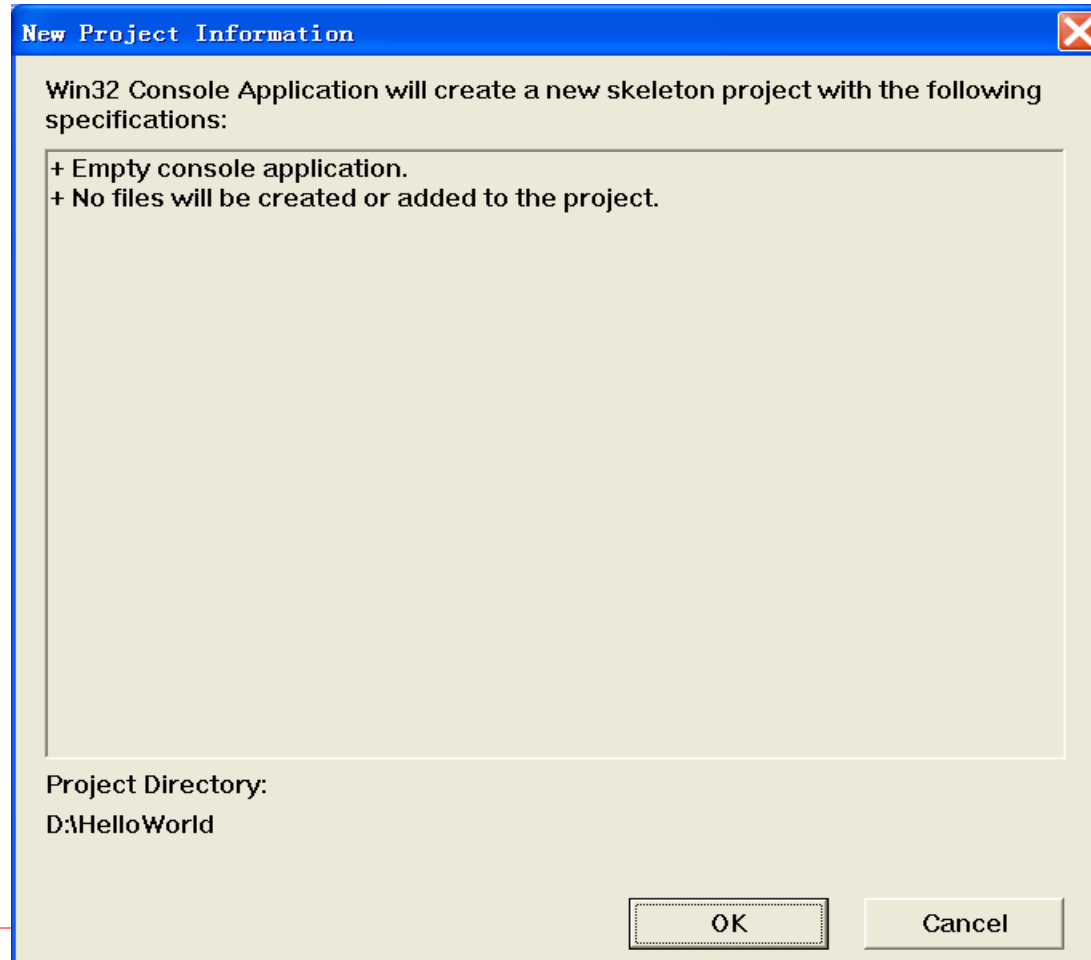 New Project Information
Win32 Console Application will create a new skeleton project with the following
specifications:
+ Empty console application.
+ No files will be created or added to the project.
Project Directory:
D:\HelloWorld
OK
Cancel